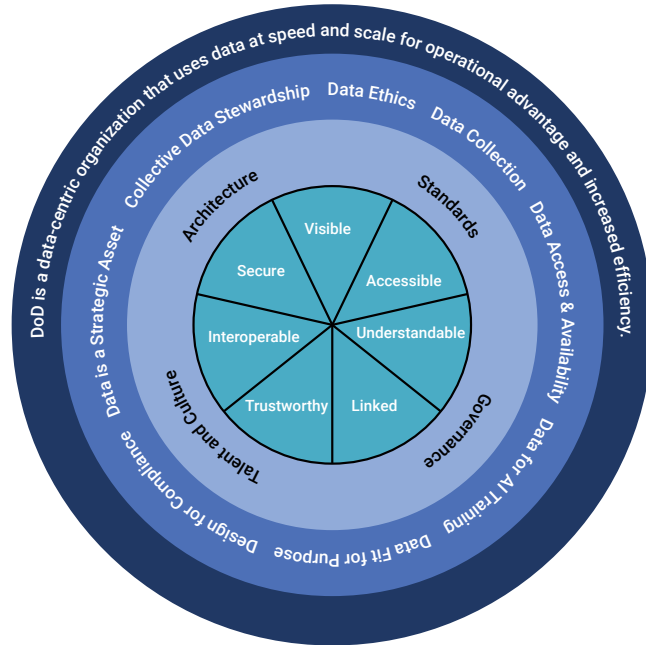 DoD is a data-centric organization that uses data at speed and scale for operational advantage and increased efficiency.
Data is a Strategic Asset
Collective Data Stewardship
Data Ethics
Data Collection
Data Access & Availability
Data for AI Training
Data Fit for Purpose
Design for Compliance
Architecture
Standards
Governance
Talent and Culture
Visible
Accessible
Understandable
Linked
Trustworthy
Interoperable
Secure